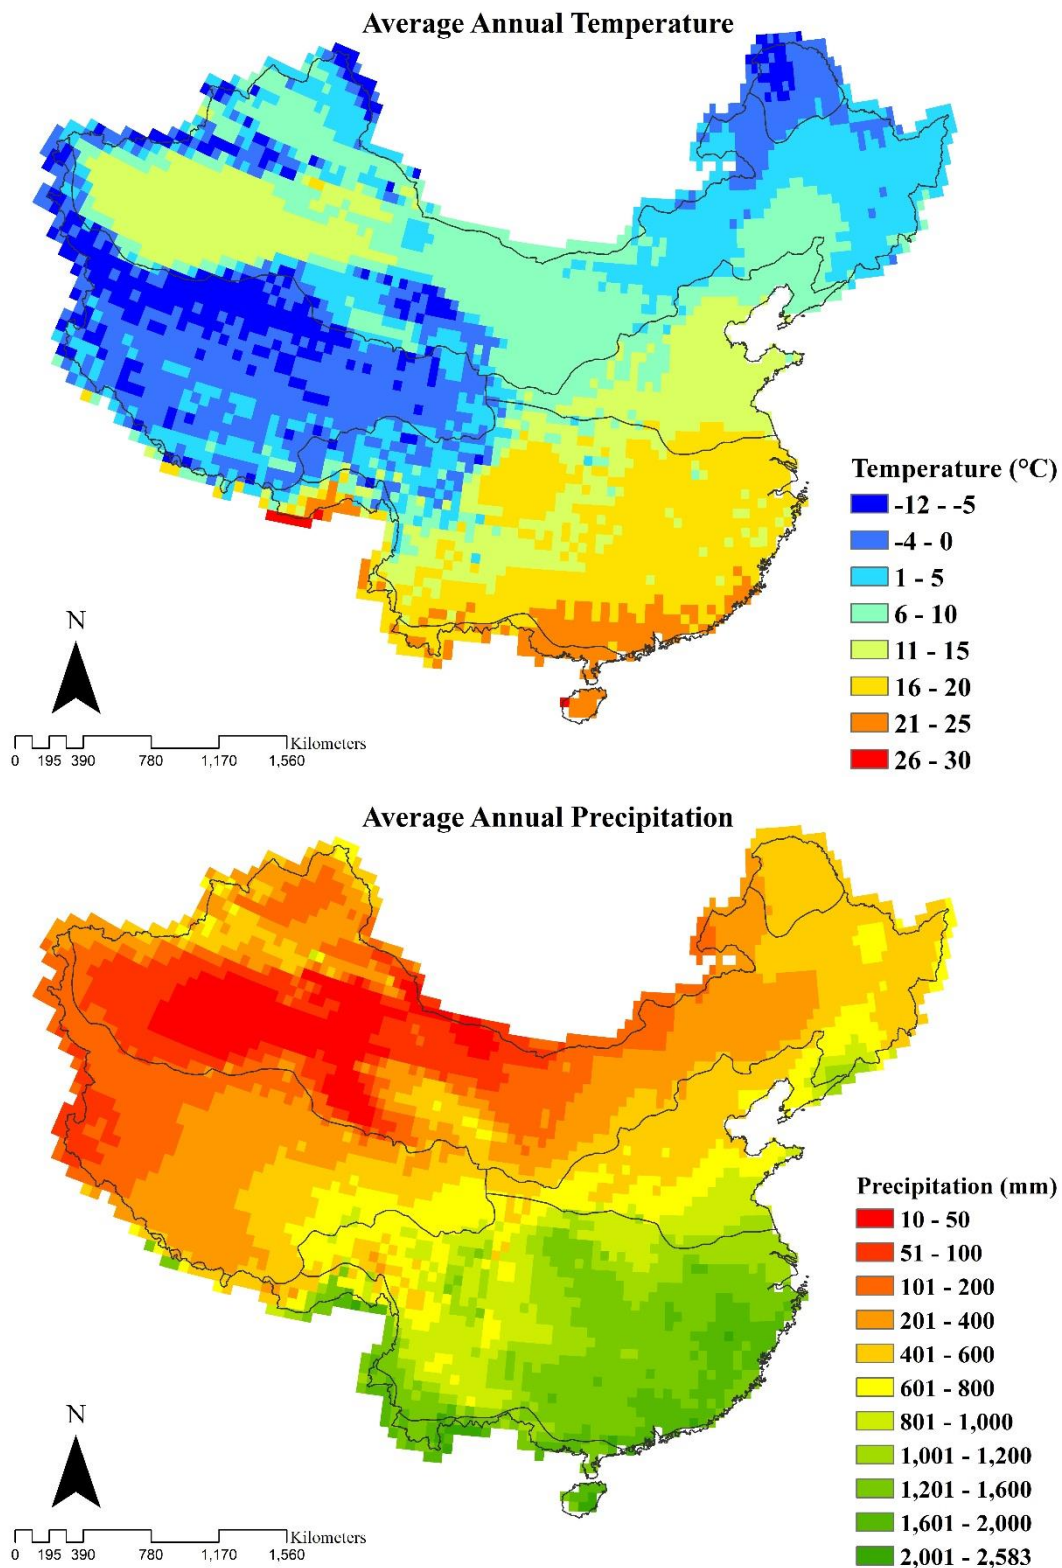 Average Annual Temperature
Temperature (°C)
-12 - -5
-4 - 0
1 - 5
6 - 10
11 - 15
16 - 20
21 - 25
26 - 30
N
Kilometers
0 195 390 780 1,170 1,560
Average Annual Precipitation
Precipitation (mm)
10 - 50
51 - 100
101 - 200
201 - 400
401 - 600
601 - 800
801 - 1,000
1,001 - 1,200
1,201 - 1,600
1,601 - 2,000
2,001 - 2,583
N
Kilometers
0 195 390 780 1,170 1,560